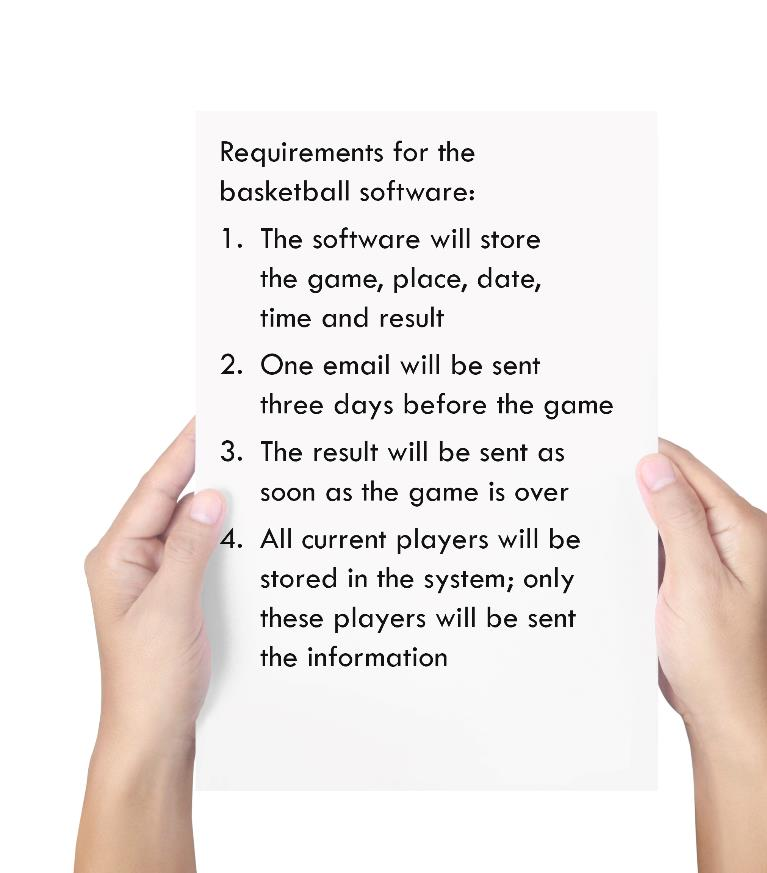 Requirements for the
basketball software:
1. The software will store
the game, place, date,
time and result
2. One email will be sent
three days before the game
3. The result will be sent as
soon as the game is over
4. All current players will be
stored in the system; only
these players will be sent
the information